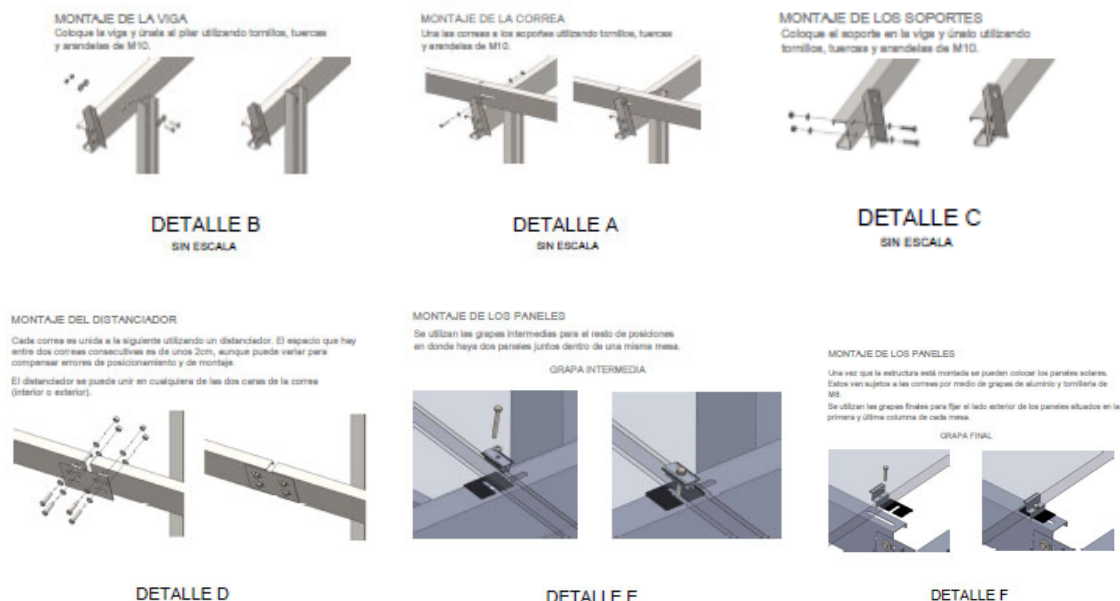 MONTAJE DE LA VIGA
Coloque la viga y únala al pilar utilizando tornillos, tuercas
y arandelas de M10.
DETALLE B
SIN ESCALA
MONTAJE DE LA CORREA
Una las correas a los soportes utilizando tornillos, tuercas
y arandelas de M10.
DETALLE A
SIN ESCALA
MONTAJE DE LOS SOPORTES
Coloque el soporte en la viga y únalo utilizando
tornillos, tuercas y arandelas de M10.
DETALLE C
SIN ESCALA
MONTAJE DEL DISTANCIADOR
Cada correa es unida a la siguiente utilizando un distanciador. El espacio que hay
entre dos correas consecutivas es de unos 2cm, aunque puede variar para
compensar errores de posicionamiento y de montaje.
El distanciador se puede unir en cualquiera de las dos caras de la correa
(interior o exterior).
DETALLE D
MONTAJE DE LOS PANELES
Se utilizan las grapas intermedias para el resto de posiciones
en donde haya dos paneles juntos dentro de una misma mesa.
GRAPA INTERMEDIA
DETALLE E
MONTAJE DE LOS PANELES
Una vez que la estructura está montada se pueden colocar los paneles solares.
Estos van sujetos a las correas por medio de grapas de aluminio y tornillería de
M8.
Se utilizan las grapas finales para fijar el lado exterior de los paneles situados en la
primera y última columna de cada mesa.
GRAPA FINAL
DETALLE F